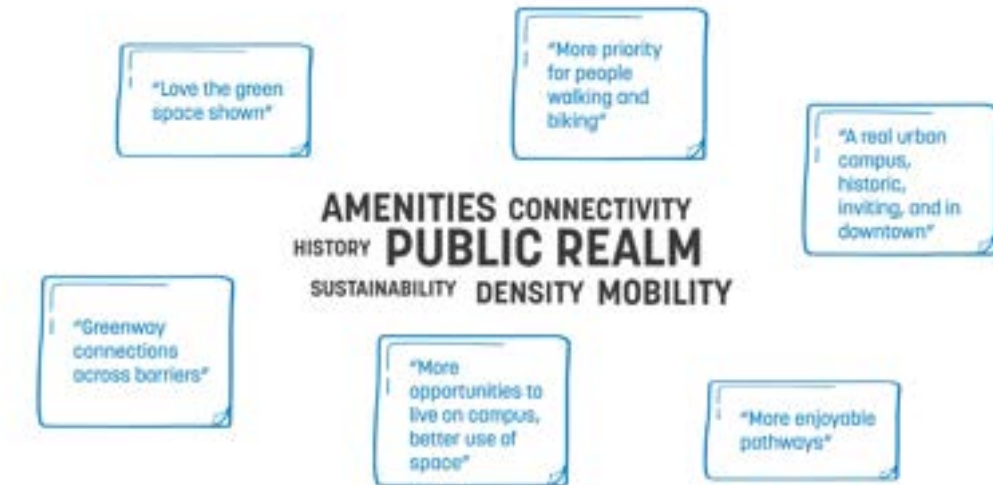 “Love the green
space shown”
“More priority
for people
walking and
biking”
“A real urban
campus,
historic,
inviting, and in
downtown”
AMENITIES CONNECTIVITY
HISTORY PUBLIC REALM
SUSTAINABILITY DENSITY MOBILITY
“Greenway
connections
across barriers”
“More
opportunities to
live on campus,
better use of
space”
“More enjoyable
pathways”